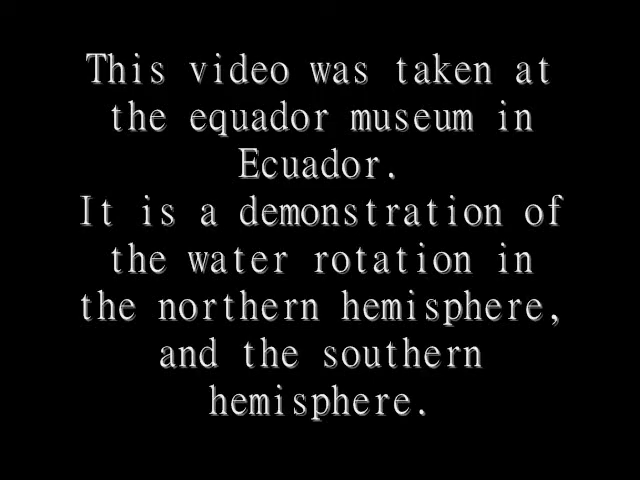 This video was taken at
the equador museum in
Ecuador.
It is a demonstration of
the water rotation in
the northern hemisphere,
and the southern
hemisphere.